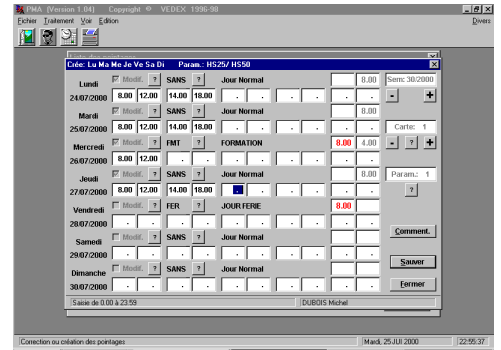 PMA (Version 1.04) Copyright © VEDEX 1996-98
Fichier Traitement Voir Edition Divers
Crée: Lu Ma Me Je Ve Sa Di Param.: HS25/ HS50
Lundi Modif. ? SANS ? Jour Normal 8.00 Sem: 30/2000
24/07/2000 8.00 12.00 14.00 18.00 . . . . . . - +
Mardi Modif. ? SANS ? Jour Normal 8.00
25/07/2000 8.00 12.00 14.00 18.00 . . . . . . Carte: 1
Mercredi Modif. ? FMT ? FORMATION 8.00 4.00 - ? +
26/07/2000 8.00 12.00 . . . . . . . .
Jeudi Modif. ? SANS ? Jour Normal 8.00 Param.: 1
27/07/2000 8.00 12.00 14.00 18.00 . . . . . . ?
Vendredi Modif. ? FER ? JOUR FERIE 8.00
28/07/2000 . . . . . . . . . .
Samedi Modif. ? SANS ? Jour Normal Comment.
29/07/2000 . . . . . . . . . .
Dimanche Modif. ? SANS ? Jour Normal Sauver
30/07/2000 . . . . . . . . . . Fermer
Saisie de 0.00 à 23.59 DUBOIS Michel
Correction ou création des pointages Mardi, 25 JUI 2000 22:55:37